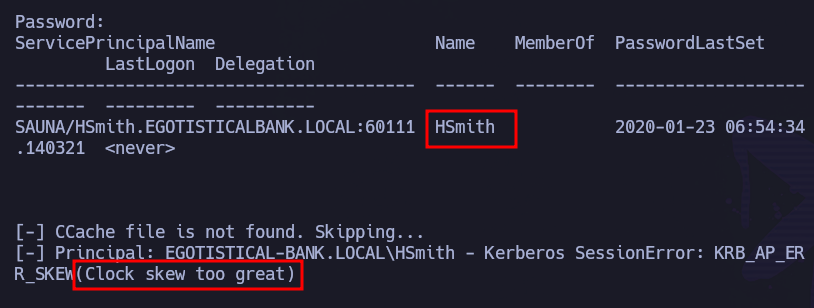 Password:
ServicePrincipalName                    Name    MemberOf  PasswordLastSet
         LastLogon  Delegation
--------------------------------------  ------  --------  ------------------
-------  ---------  ----------
SAUNA/HSmith.EGOTISTICALBANK.LOCAL:60111  HSmith            2020-01-23 06:54:34
.140321  <never>
[-] CCache file is not found. Skipping...
[-] Principal: EGOTISTICAL-BANK.LOCAL\HSmith - Kerberos SessionError: KRB_AP_ER
R_SKEW(Clock skew too great)